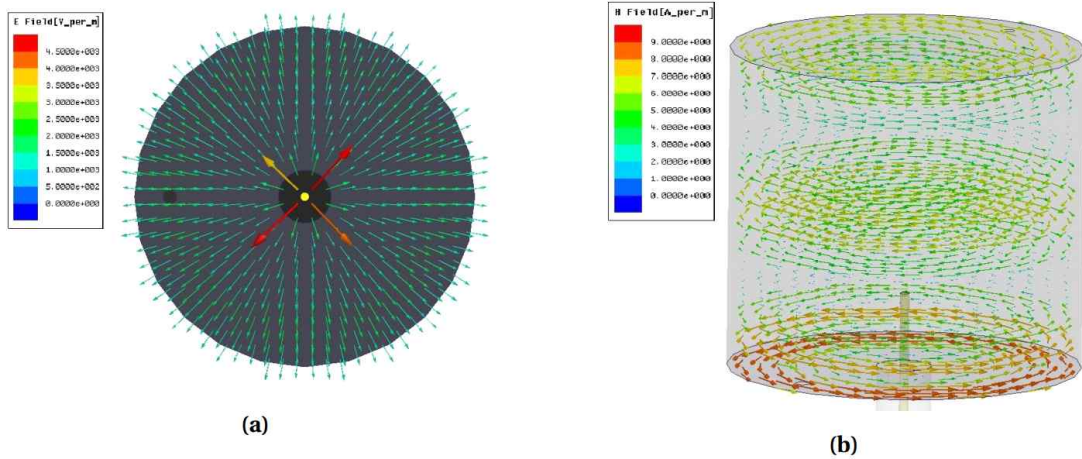 E Field[V_per_m]
4.5000e+003
4.0000e+003
3.5000e+003
3.0000e+003
2.5000e+003
2.0000e+003
1.5000e+003
1.0000e+003
5.0000e+002
0.0000e+000
(a)
H Field[A_per_m]
9.0000e+000
8.0000e+000
7.0000e+000
6.0000e+000
5.0000e+000
4.0000e+000
3.0000e+000
2.0000e+000
1.0000e+000
0.0000e+000
(b)